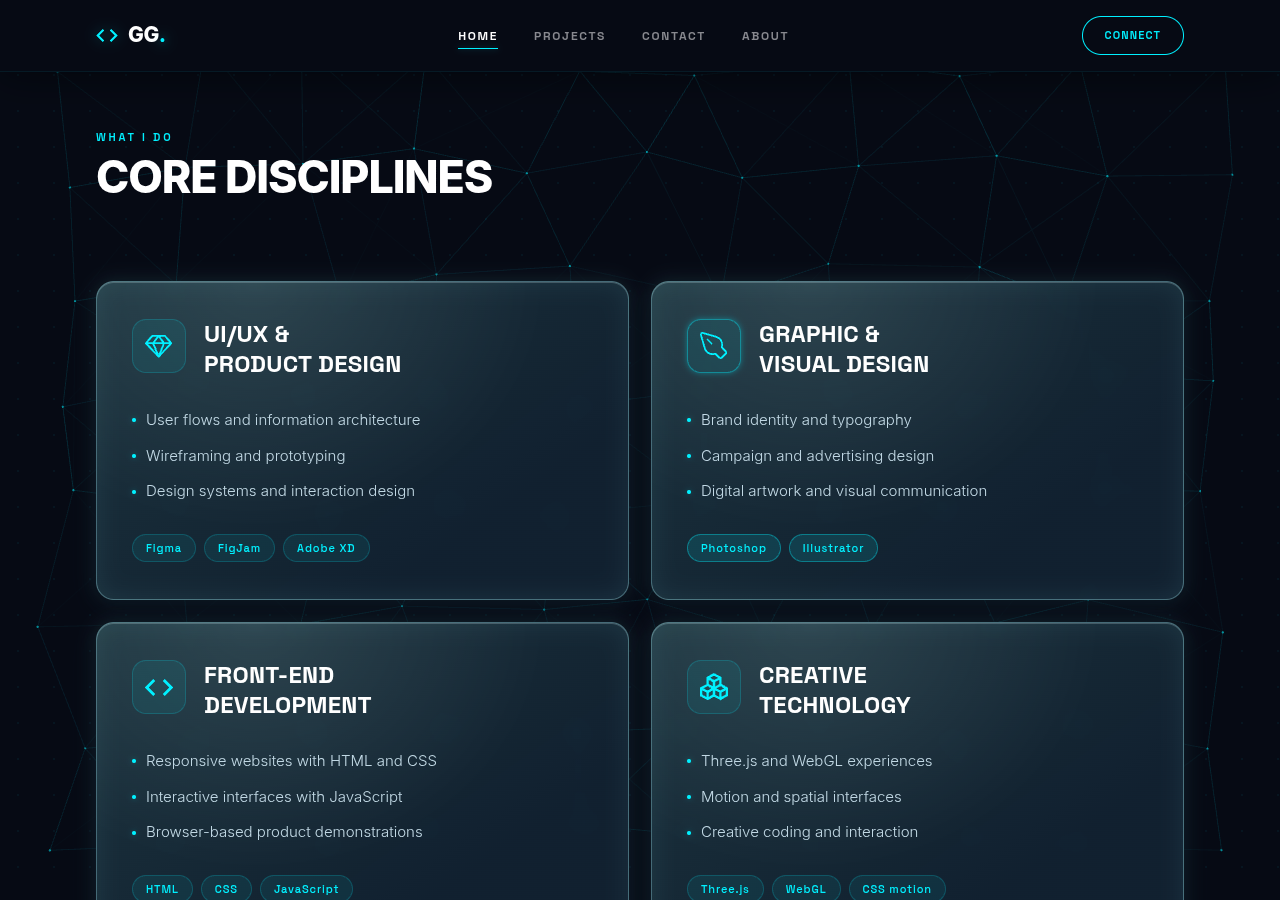 GG.
HOME
PROJECTS
CONTACT
ABOUT
CONNECT
WHAT I DO
CORE DISCIPLINES
UI/UX &
PRODUCT DESIGN
User flows and information architecture
Wireframing and prototyping
Design systems and interaction design
Figma
FigJam
Adobe XD
GRAPHIC &
VISUAL DESIGN
Brand identity and typography
Campaign and advertising design
Digital artwork and visual communication
Photoshop
Illustrator
FRONT-END
DEVELOPMENT
Responsive websites with HTML and CSS
Interactive interfaces with JavaScript
Browser-based product demonstrations
HTML
CSS
JavaScript
CREATIVE
TECHNOLOGY
Three.js and WebGL experiences
Motion and spatial interfaces
Creative coding and interaction
Three.js
WebGL
CSS motion